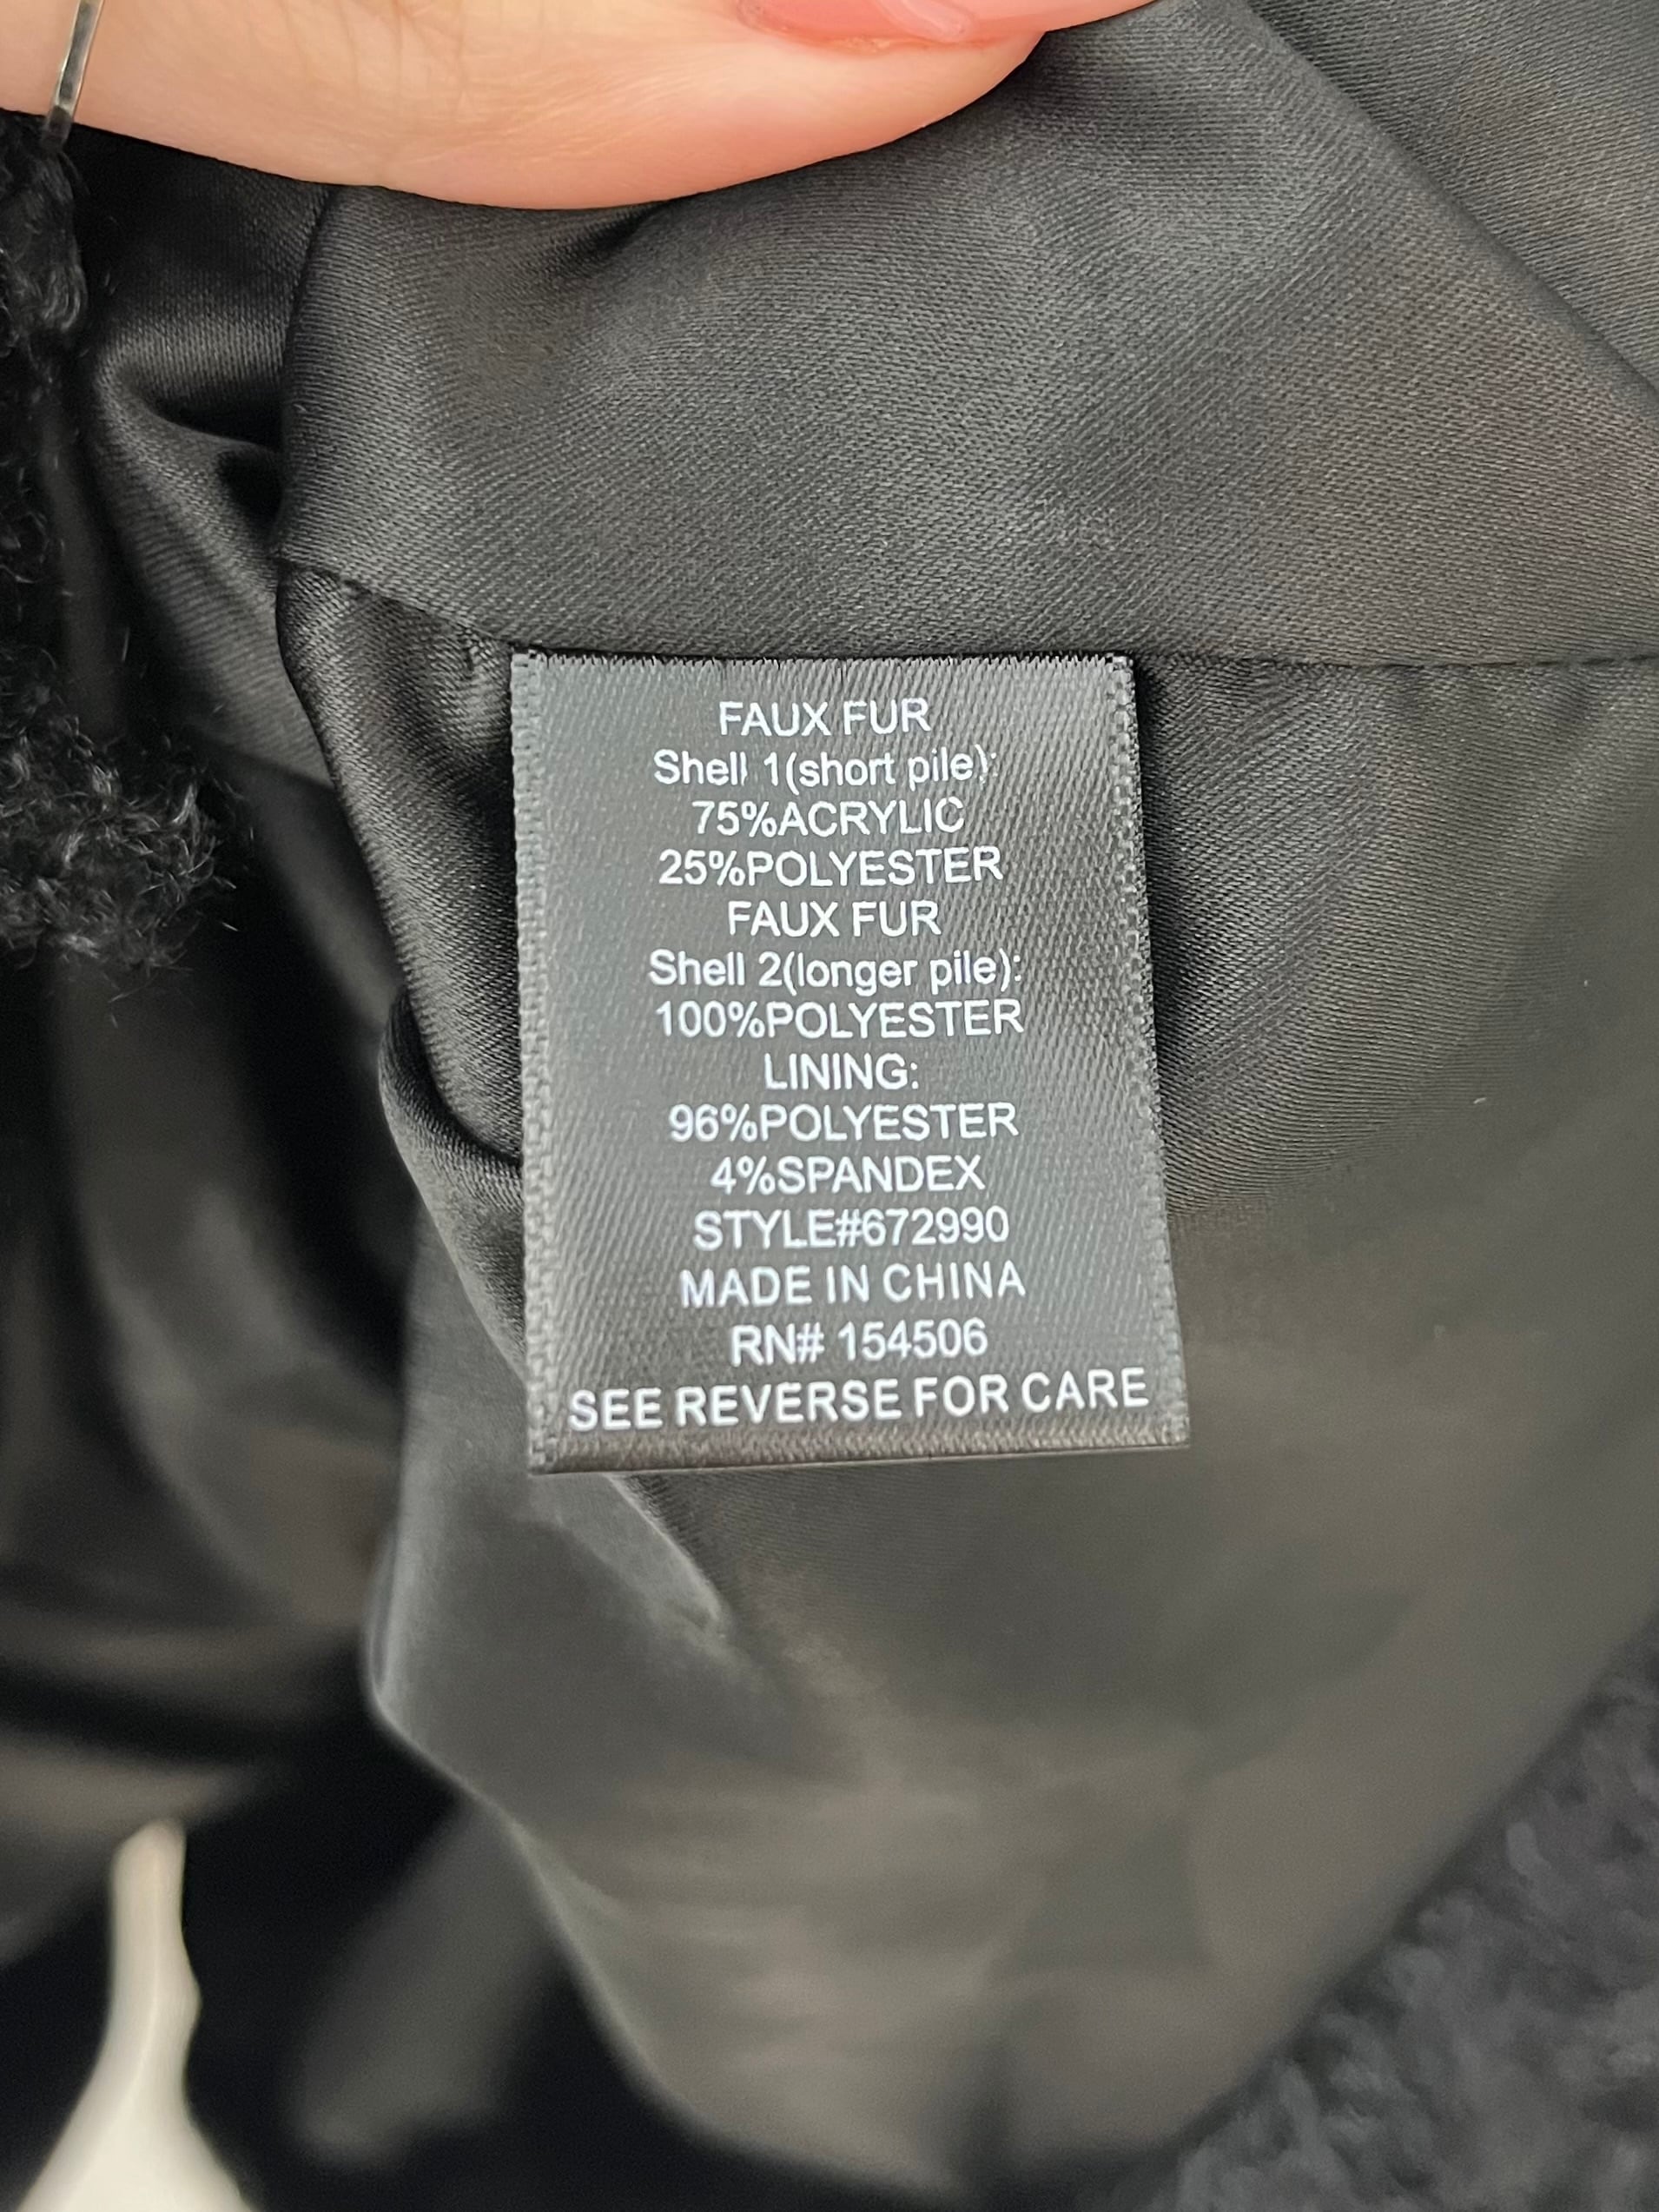 FAUX FUR
Shell 1(short pile):
75%ACRYLIC
25%POLYESTER
FAUX FUR
Shell 2(longer pile):
100%POLYESTER
LINING:
96%POLYESTER
4%SPANDEX
STYLE#672990
MADE IN CHINA
RN# 154506
SEE REVERSE FOR CARE